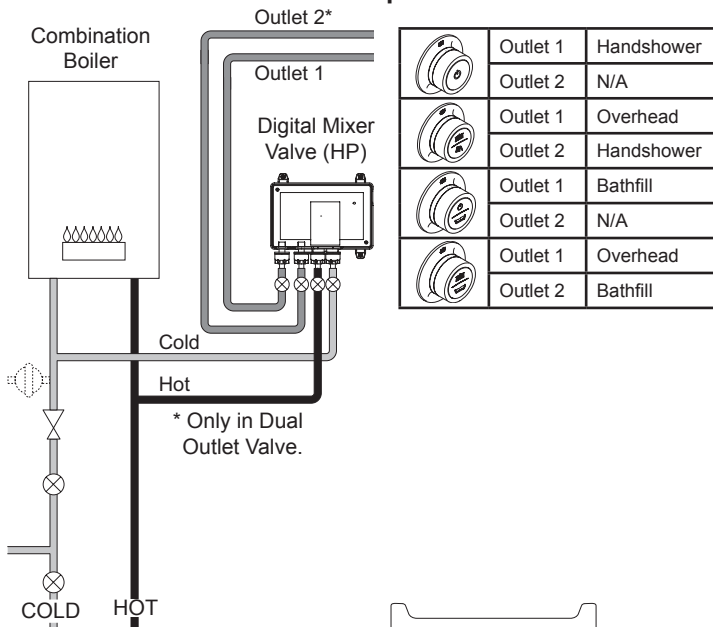 Outlet 2*
Combination
Boiler
Outlet 1
Digital Mixer
Valve (HP)
Outlet 1 Handshower
Outlet 2 N/A
Outlet 1 Overhead
Outlet 2 Handshower
Outlet 1 Bathfill
Outlet 2 N/A
Outlet 1 Overhead
Outlet 2 Bathfill
Cold
Hot
* Only in Dual
Outlet Valve.
COLD
HOT